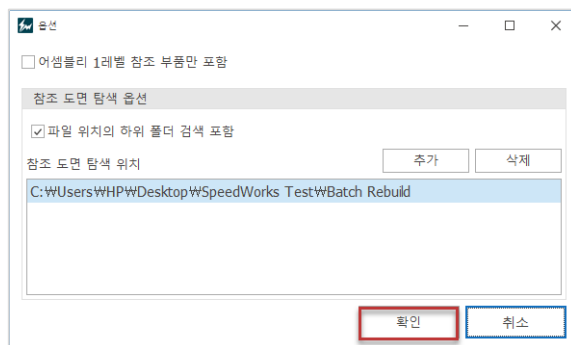 옵션
어셈블리 1레벨 참조 부품만 포함
참조 도면 탐색 옵션
파일 위치의 하위 폴더 검색 포함
참조 도면 탐색 위치
추가
삭제
C:₩Users₩HP₩Desktop₩SpeedWorks Test₩Batch Rebuild
확인
취소